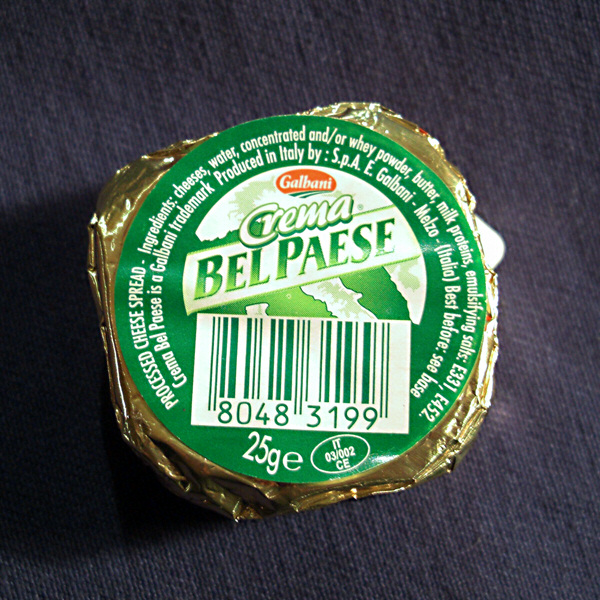 PROCESSED CHEESE SPREAD - Ingredients: cheeses, water, concentrated and/or whey powder, butter, milk proteins, emulsifying salts: E331, E452.
Crema Bel Paese is a Galbani trademark Produced in Italy by : S.p.A. E. Galbani - Melzo - (Italia) Best before: see base
Galbani
Crema®
BEL PAESE
8048 3199
25g e
IT
03/002
CE